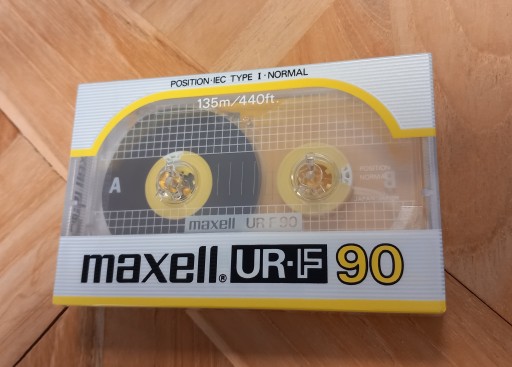 POSITION·IEC TYPE I·NORMAL
135m/440ft.
A
maxell UR-F 90
maxell® UR·F 90